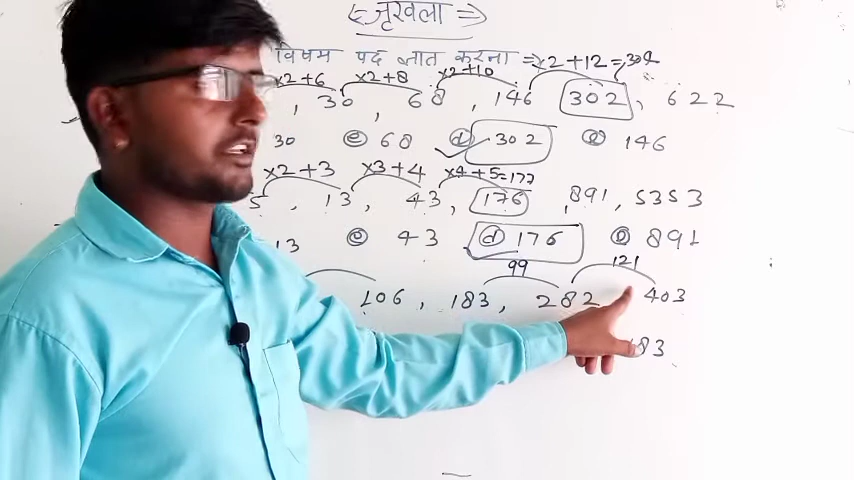 ⇐ श्रृंखला ⇒
विषम पद ज्ञात करना ⇒ ×2+12=302
×2+6 ×2+8 ×2+10
, 30 , 68 , 146 302 , 622
30 ⓒ 68 ⓓ 302 ⓔ 146
×2+3 ×3+4 ×4+5=177
5 , 13 , 43 , 176 , 891 , 5353
13 ⓒ 43 ⓓ 176 ⓔ 891
99 121
106 , 183 , 282 403
183